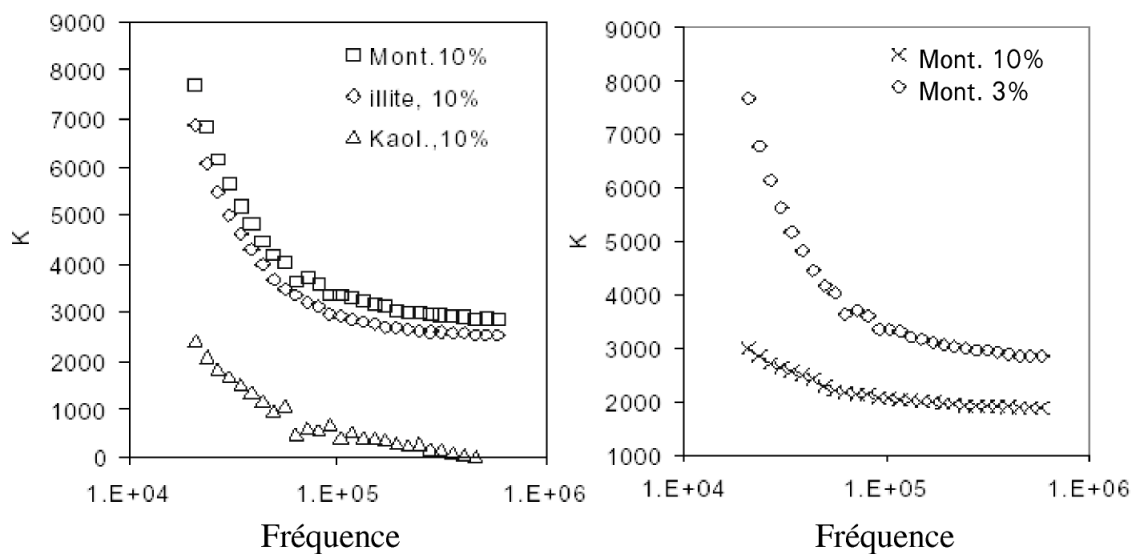 9000
8000
7000
6000
5000
4000
3000
2000
1000
0
K
Mont.10%
illite, 10%
Kaol.,10%
1.E+04
1.E+05
1.E+06
Fréquence
9000
8000
7000
6000
5000
4000
3000
2000
1000
K
Mont. 10%
Mont. 3%
1.E+04
1.E+05
1.E+06
Fréquence